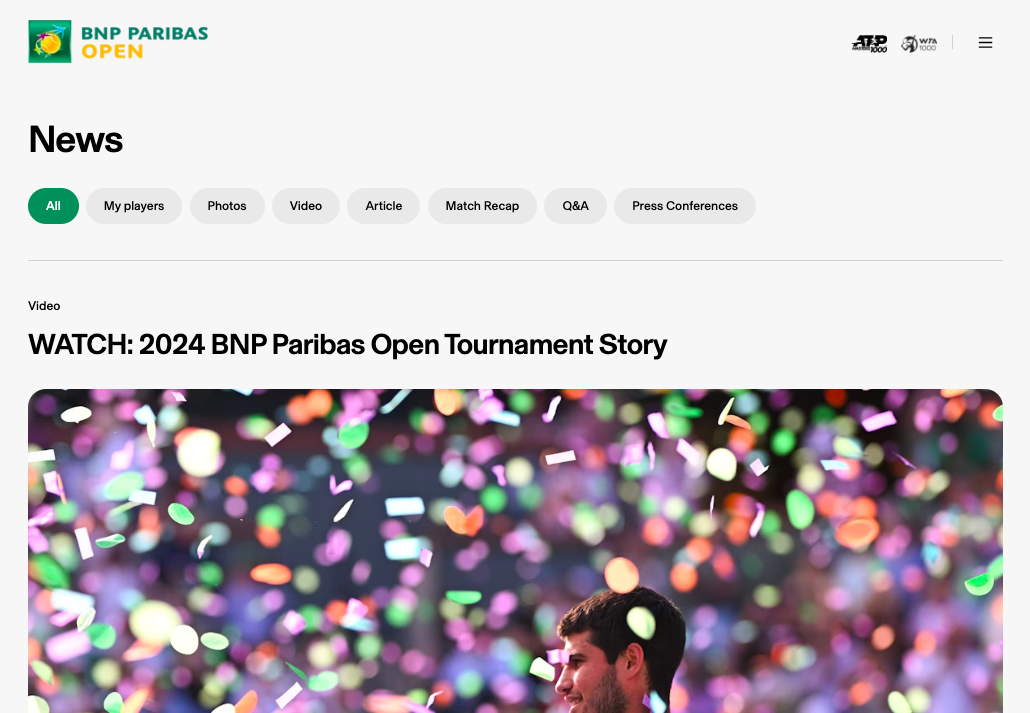 BNP PARIBAS
OPEN
ATP
MASTERS 1000
WTA
1000
News
All
My players
Photos
Video
Article
Match Recap
Q&A
Press Conferences
Video
WATCH: 2024 BNP Paribas Open Tournament Story